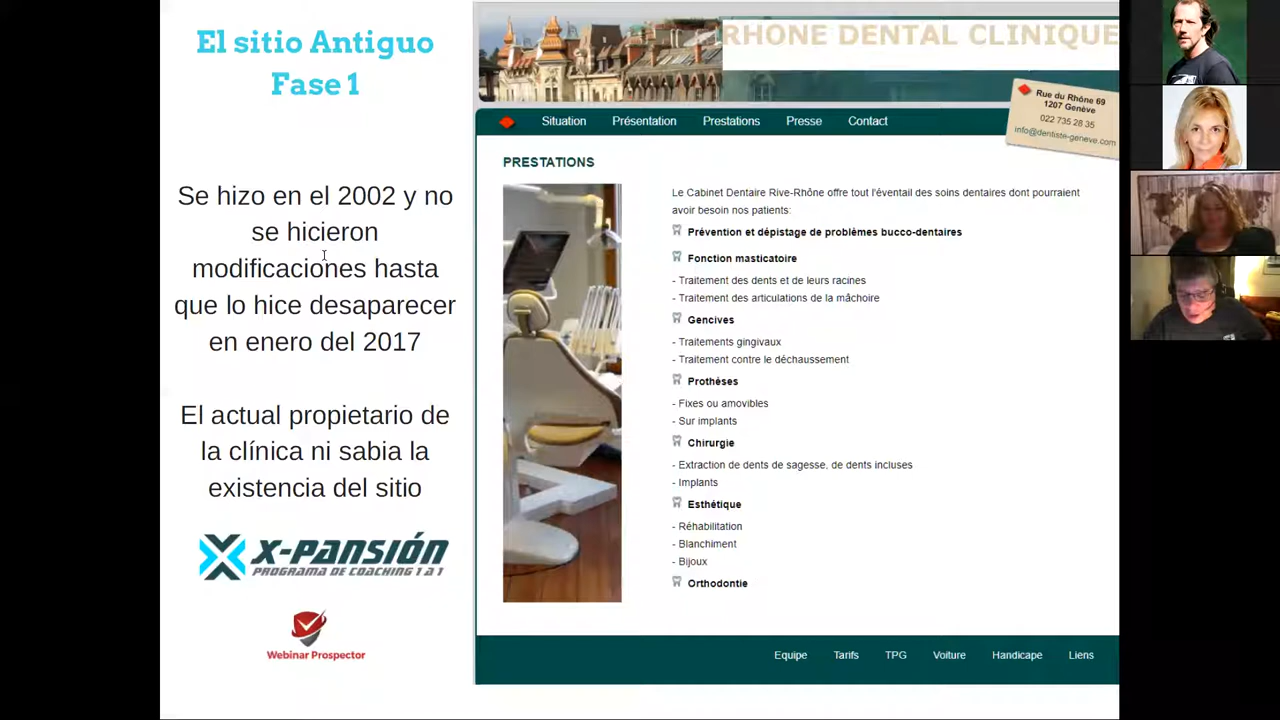 El sitio Antiguo
Fase 1
Se hizo en el 2002 y no
se hicieron
modificaciones hasta
que lo hice desaparecer
en enero del 2017
El actual propietario de
la clínica ni sabia la
existencia del sitio
X-PANSIÓN
PROGRAMA DE COACHING 1 A 1
Webinar Prospector
RHONE DENTAL CLINIQUE
Rue du Rhône 69
1207 Genève
022 735 28 35
info@dentiste-geneve.com
Situation Présentation Prestations Presse Contact
PRESTATIONS
Le Cabinet Dentaire Rive-Rhône offre tout l'éventail des soins dentaires dont pourraient
avoir besoin nos patients:
Prévention et dépistage de problèmes bucco-dentaires
Fonction masticatoire
- Traitement des dents et de leurs racines
- Traitement des articulations de la mâchoire
Gencives
- Traitements gingivaux
- Traitement contre le déchaussement
Prothèses
- Fixes ou amovibles
- Sur implants
Chirurgie
- Extraction de dents de sagesse, de dents incluses
- Implants
Esthétique
- Réhabilitation
- Blanchiment
- Bijoux
Orthodontie
Equipe Tarifs TPG Voiture Handicape Liens